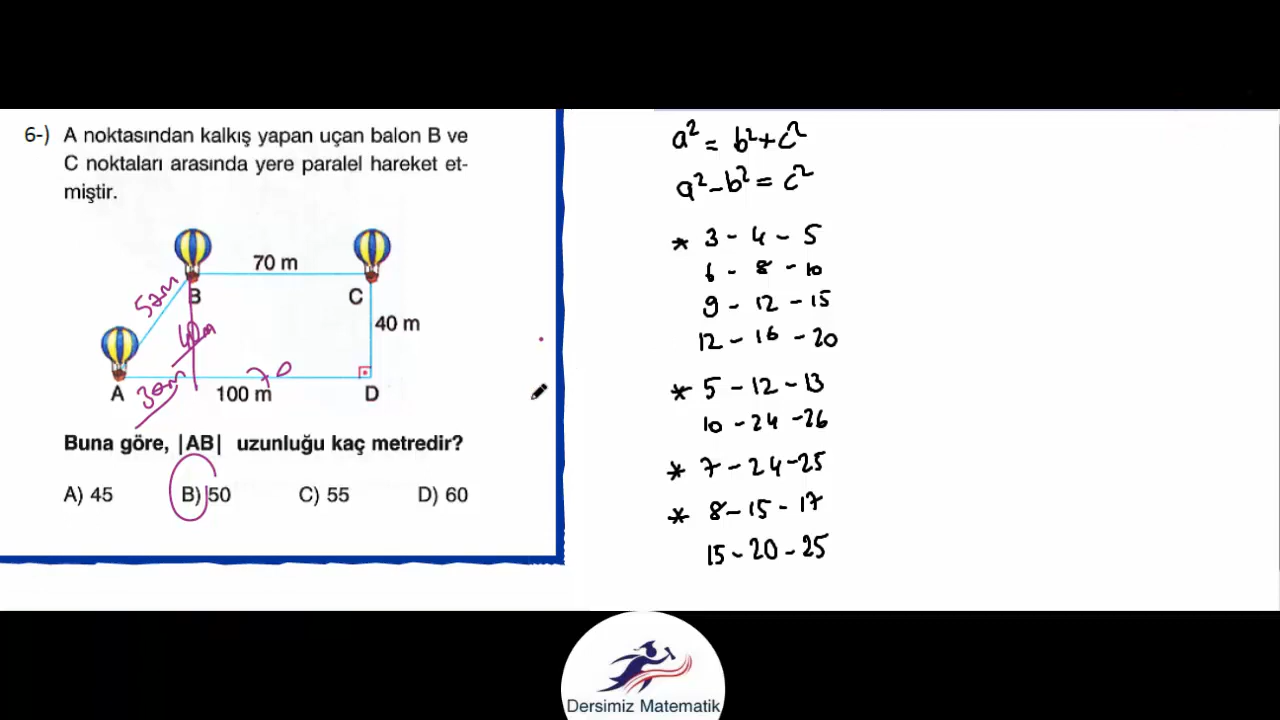 6-) A noktasından kalkış yapan uçan balon B ve
C noktaları arasında yere paralel hareket et-
miştir.
70 m
B
C
50m
40m
40 m
A
30m
70
100 m
D
Buna göre, |AB| uzunluğu kaç metredir?
A) 45 B) 50 C) 55 D) 60
a² = b²+c²
a²-b² = c²
* 3 - 4 - 5
6 - 8 - 10
9 - 12 - 15
12 - 16 - 20
* 5 - 12 - 13
10 - 24 - 26
* 7 - 24 - 25
* 8 - 15 - 17
15 - 20 - 25
Dersimiz Matematik